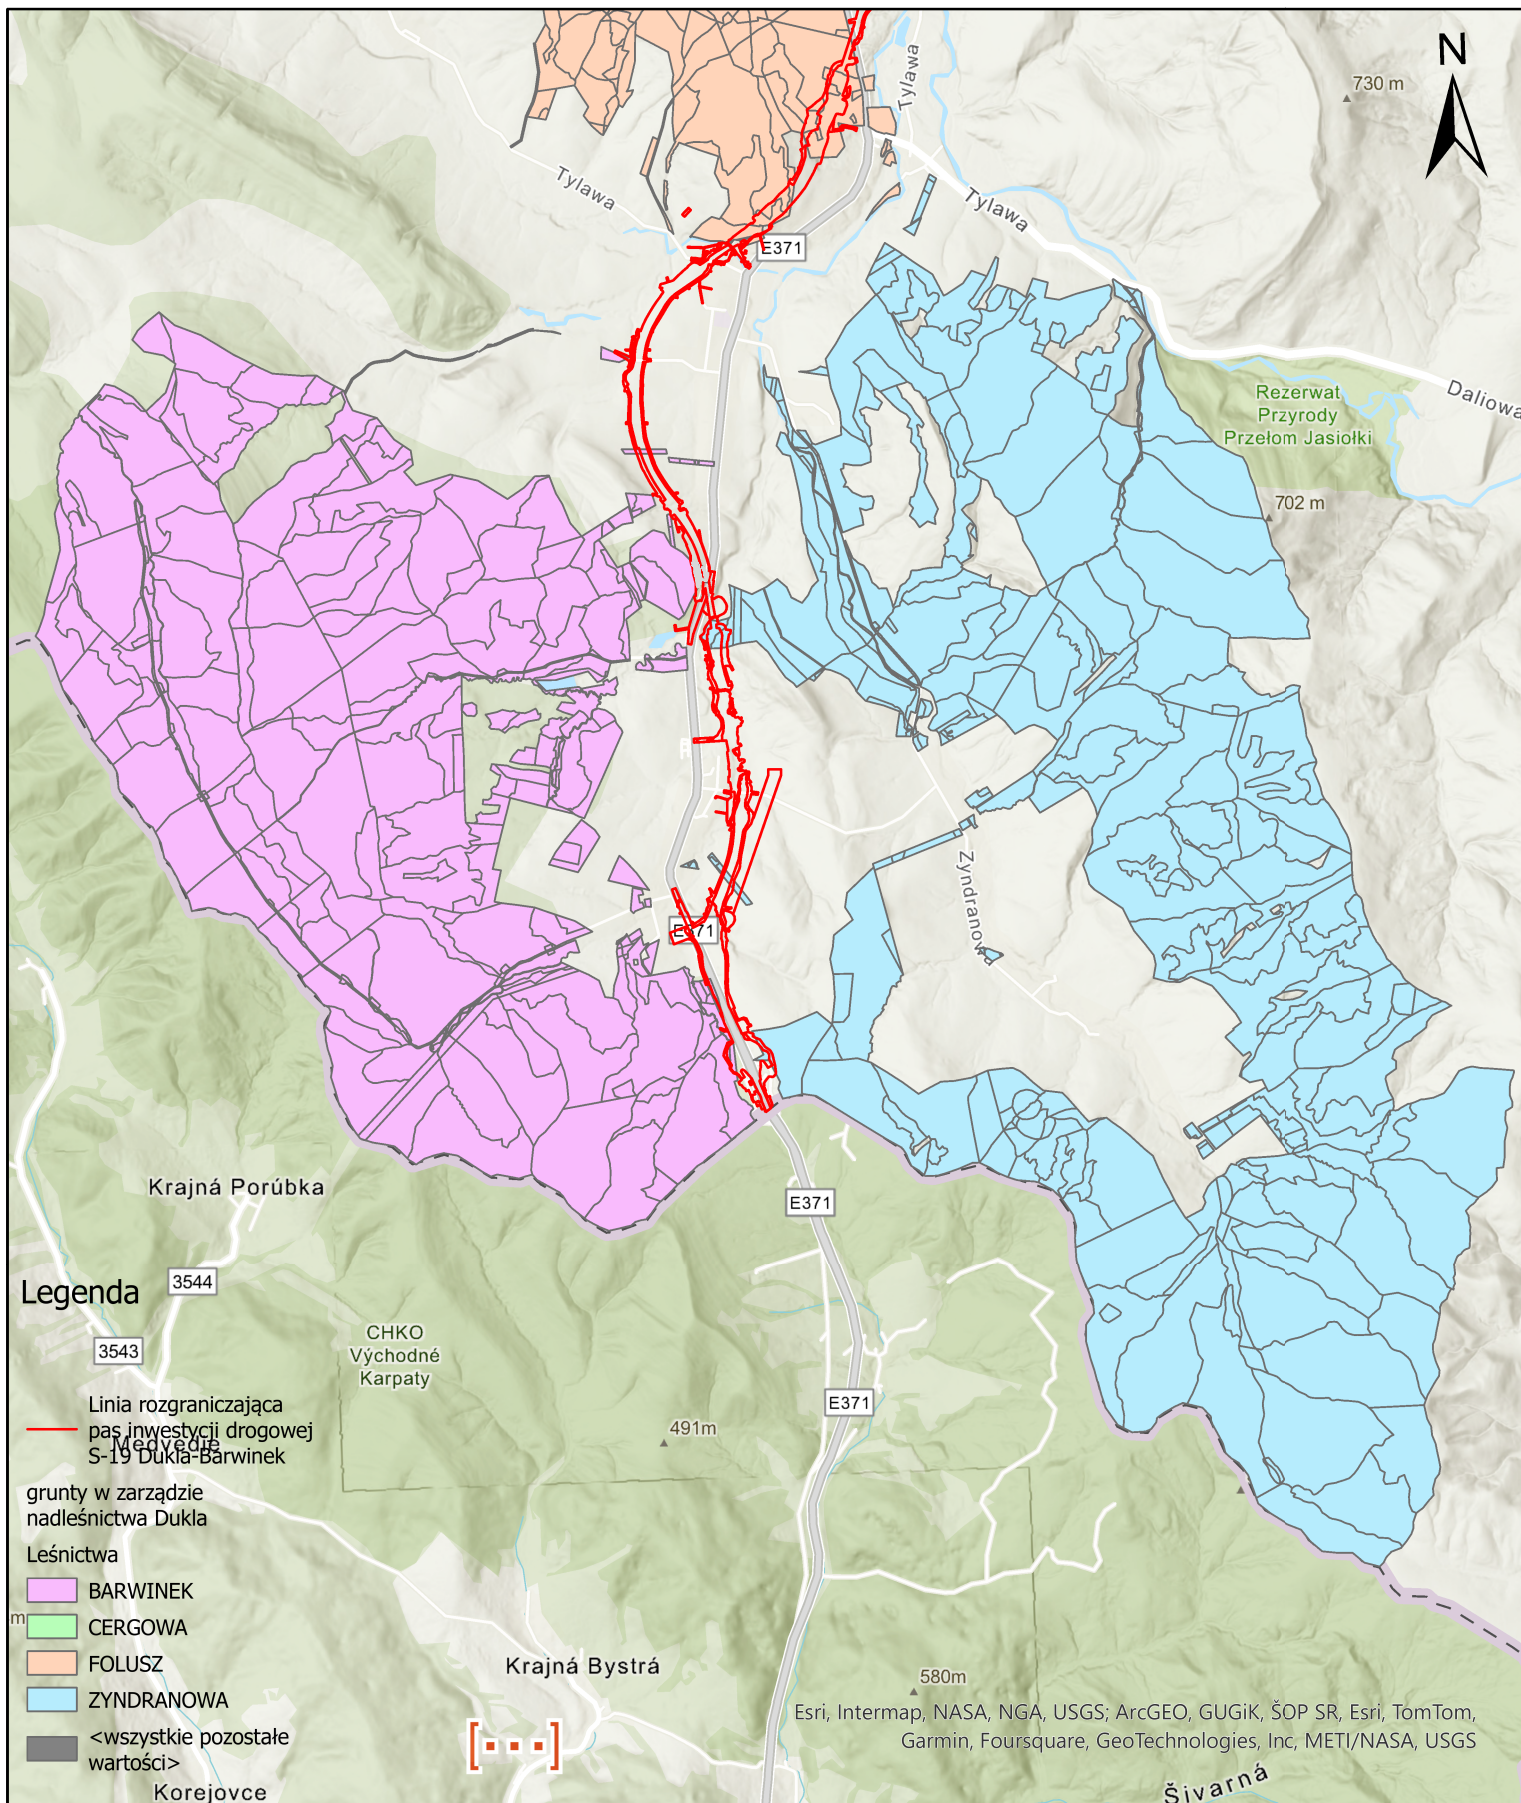 N
730 m
Tylawa
Tylawa
Tylawa
E371
Daliowa
Rezerwat
Przyrody
Przełom Jasiołki
702 m
Zyndranowa
E371
Krajná Porúbka
E371
Legenda
3544
3543
CHKO
Východné
Karpaty
E371
491m
Linia rozgraniczająca
pas inwestycji drogowej
S-19 Dukla-Barwinek
Medvedie
grunty w zarządzie
nadleśnictwa Dukla
Leśnictwa
BARWINEK
m
CERGOWA
FOLUSZ
ZYNDRANOWA
<wszystkie pozostałe
wartości>
Krajná Bystrá
580m
Esri, Intermap, NASA, NGA, USGS; ArcGEO, GUGiK, ŠOP SR, Esri, TomTom,
Garmin, Foursquare, GeoTechnologies, Inc, METI/NASA, USGS
[...]
Korejovce
Šivarná